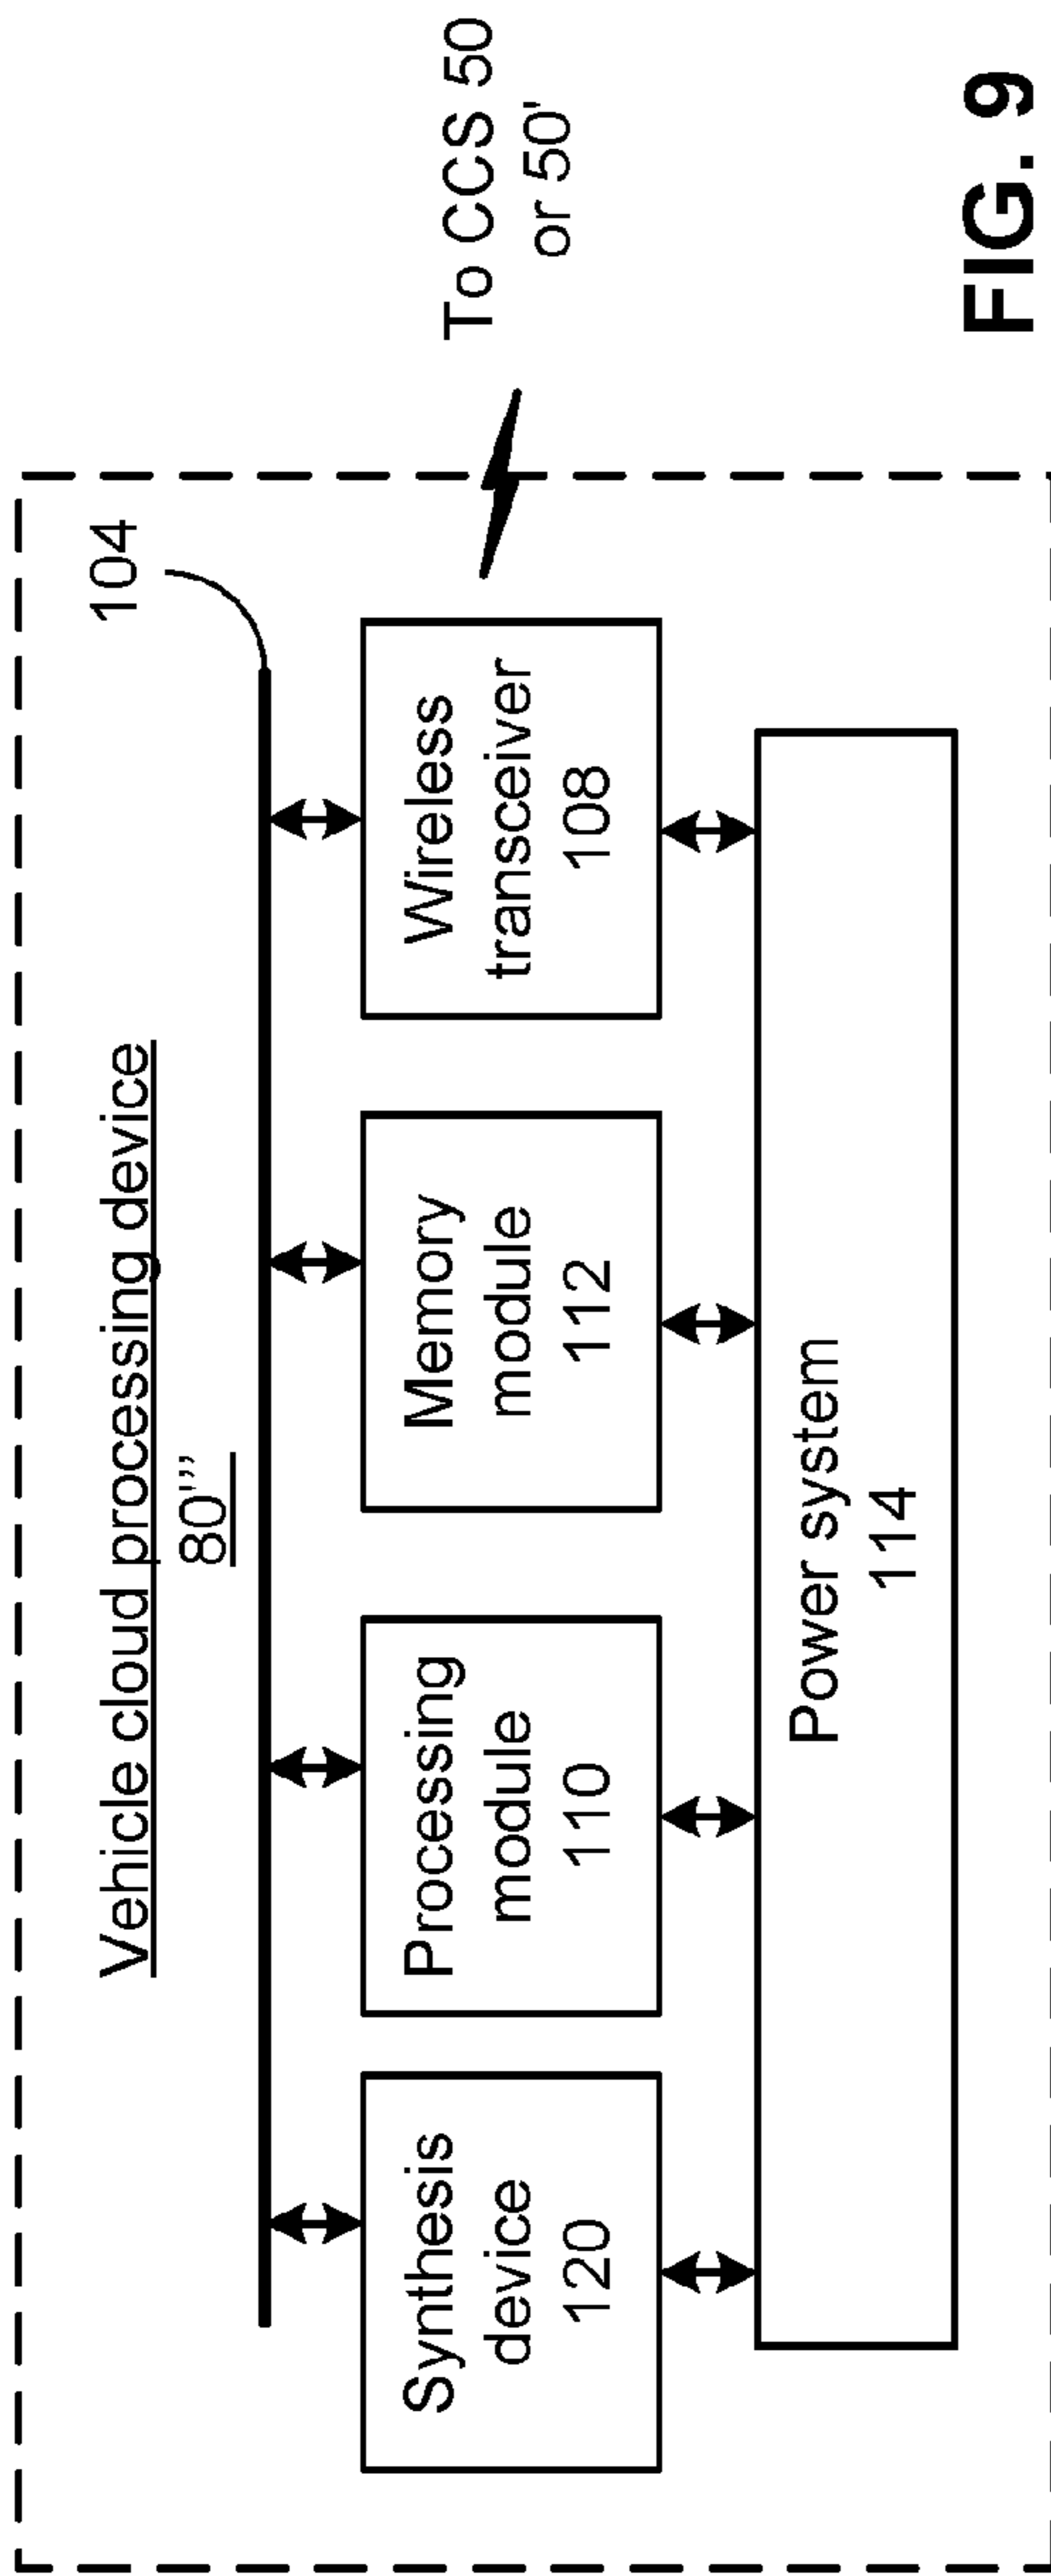 Vehicle cloud processing device
80'"
104
To CCS 50
or 50'
Synthesis
device
120
Processing
module
110
Memory
module
112
Wireless
transceiver
108
Power system
114
FIG. 9